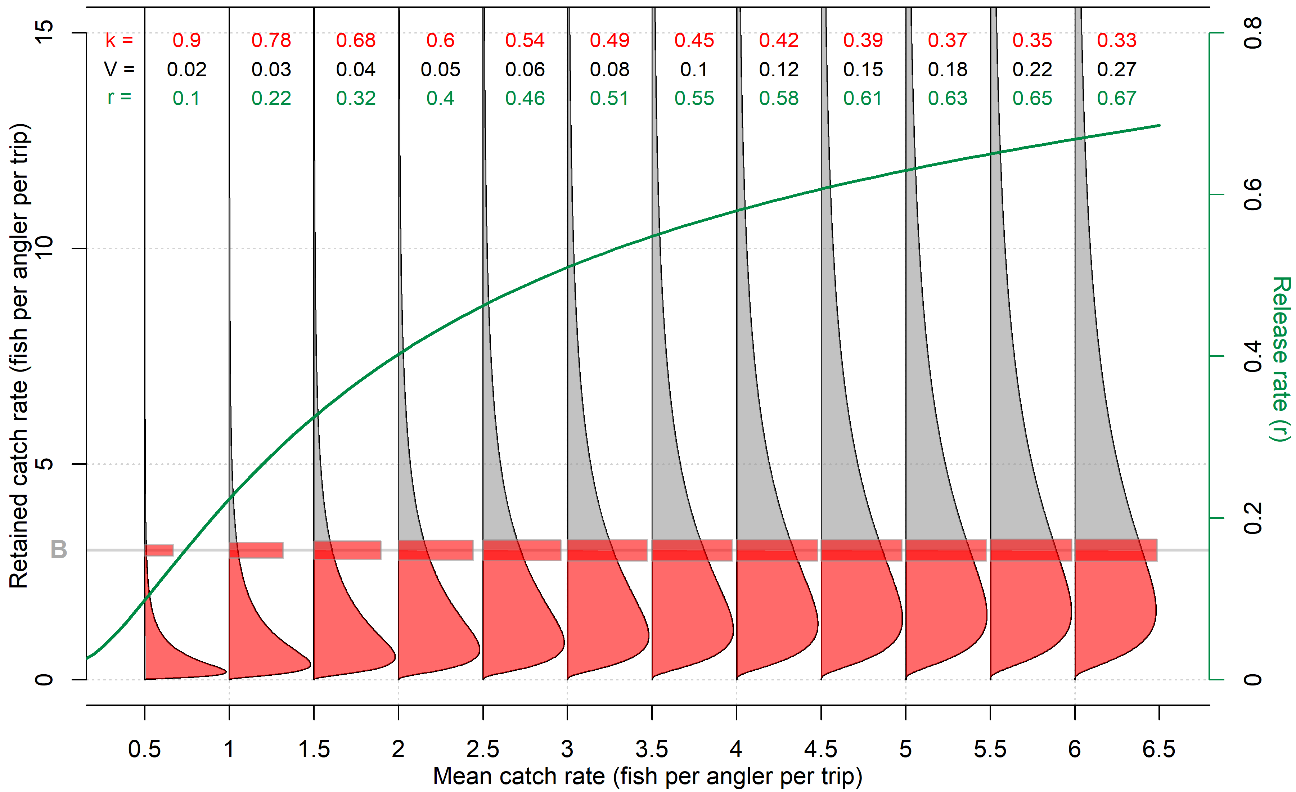 k = 0.9 0.78 0.68 0.6 0.54 0.49 0.45 0.42 0.39 0.37 0.35 0.33
V = 0.02 0.03 0.04 0.05 0.06 0.08 0.1 0.12 0.15 0.18 0.22 0.27
r = 0.1 0.22 0.32 0.4 0.46 0.51 0.55 0.58 0.61 0.63 0.65 0.67
Retained catch rate (fish per angler per trip)
15
10
5
0
B
0.8
0.6
0.4
0.2
0
Release rate (r)
0.5 1 1.5 2 2.5 3 3.5 4 4.5 5 5.5 6 6.5
Mean catch rate (fish per angler per trip)